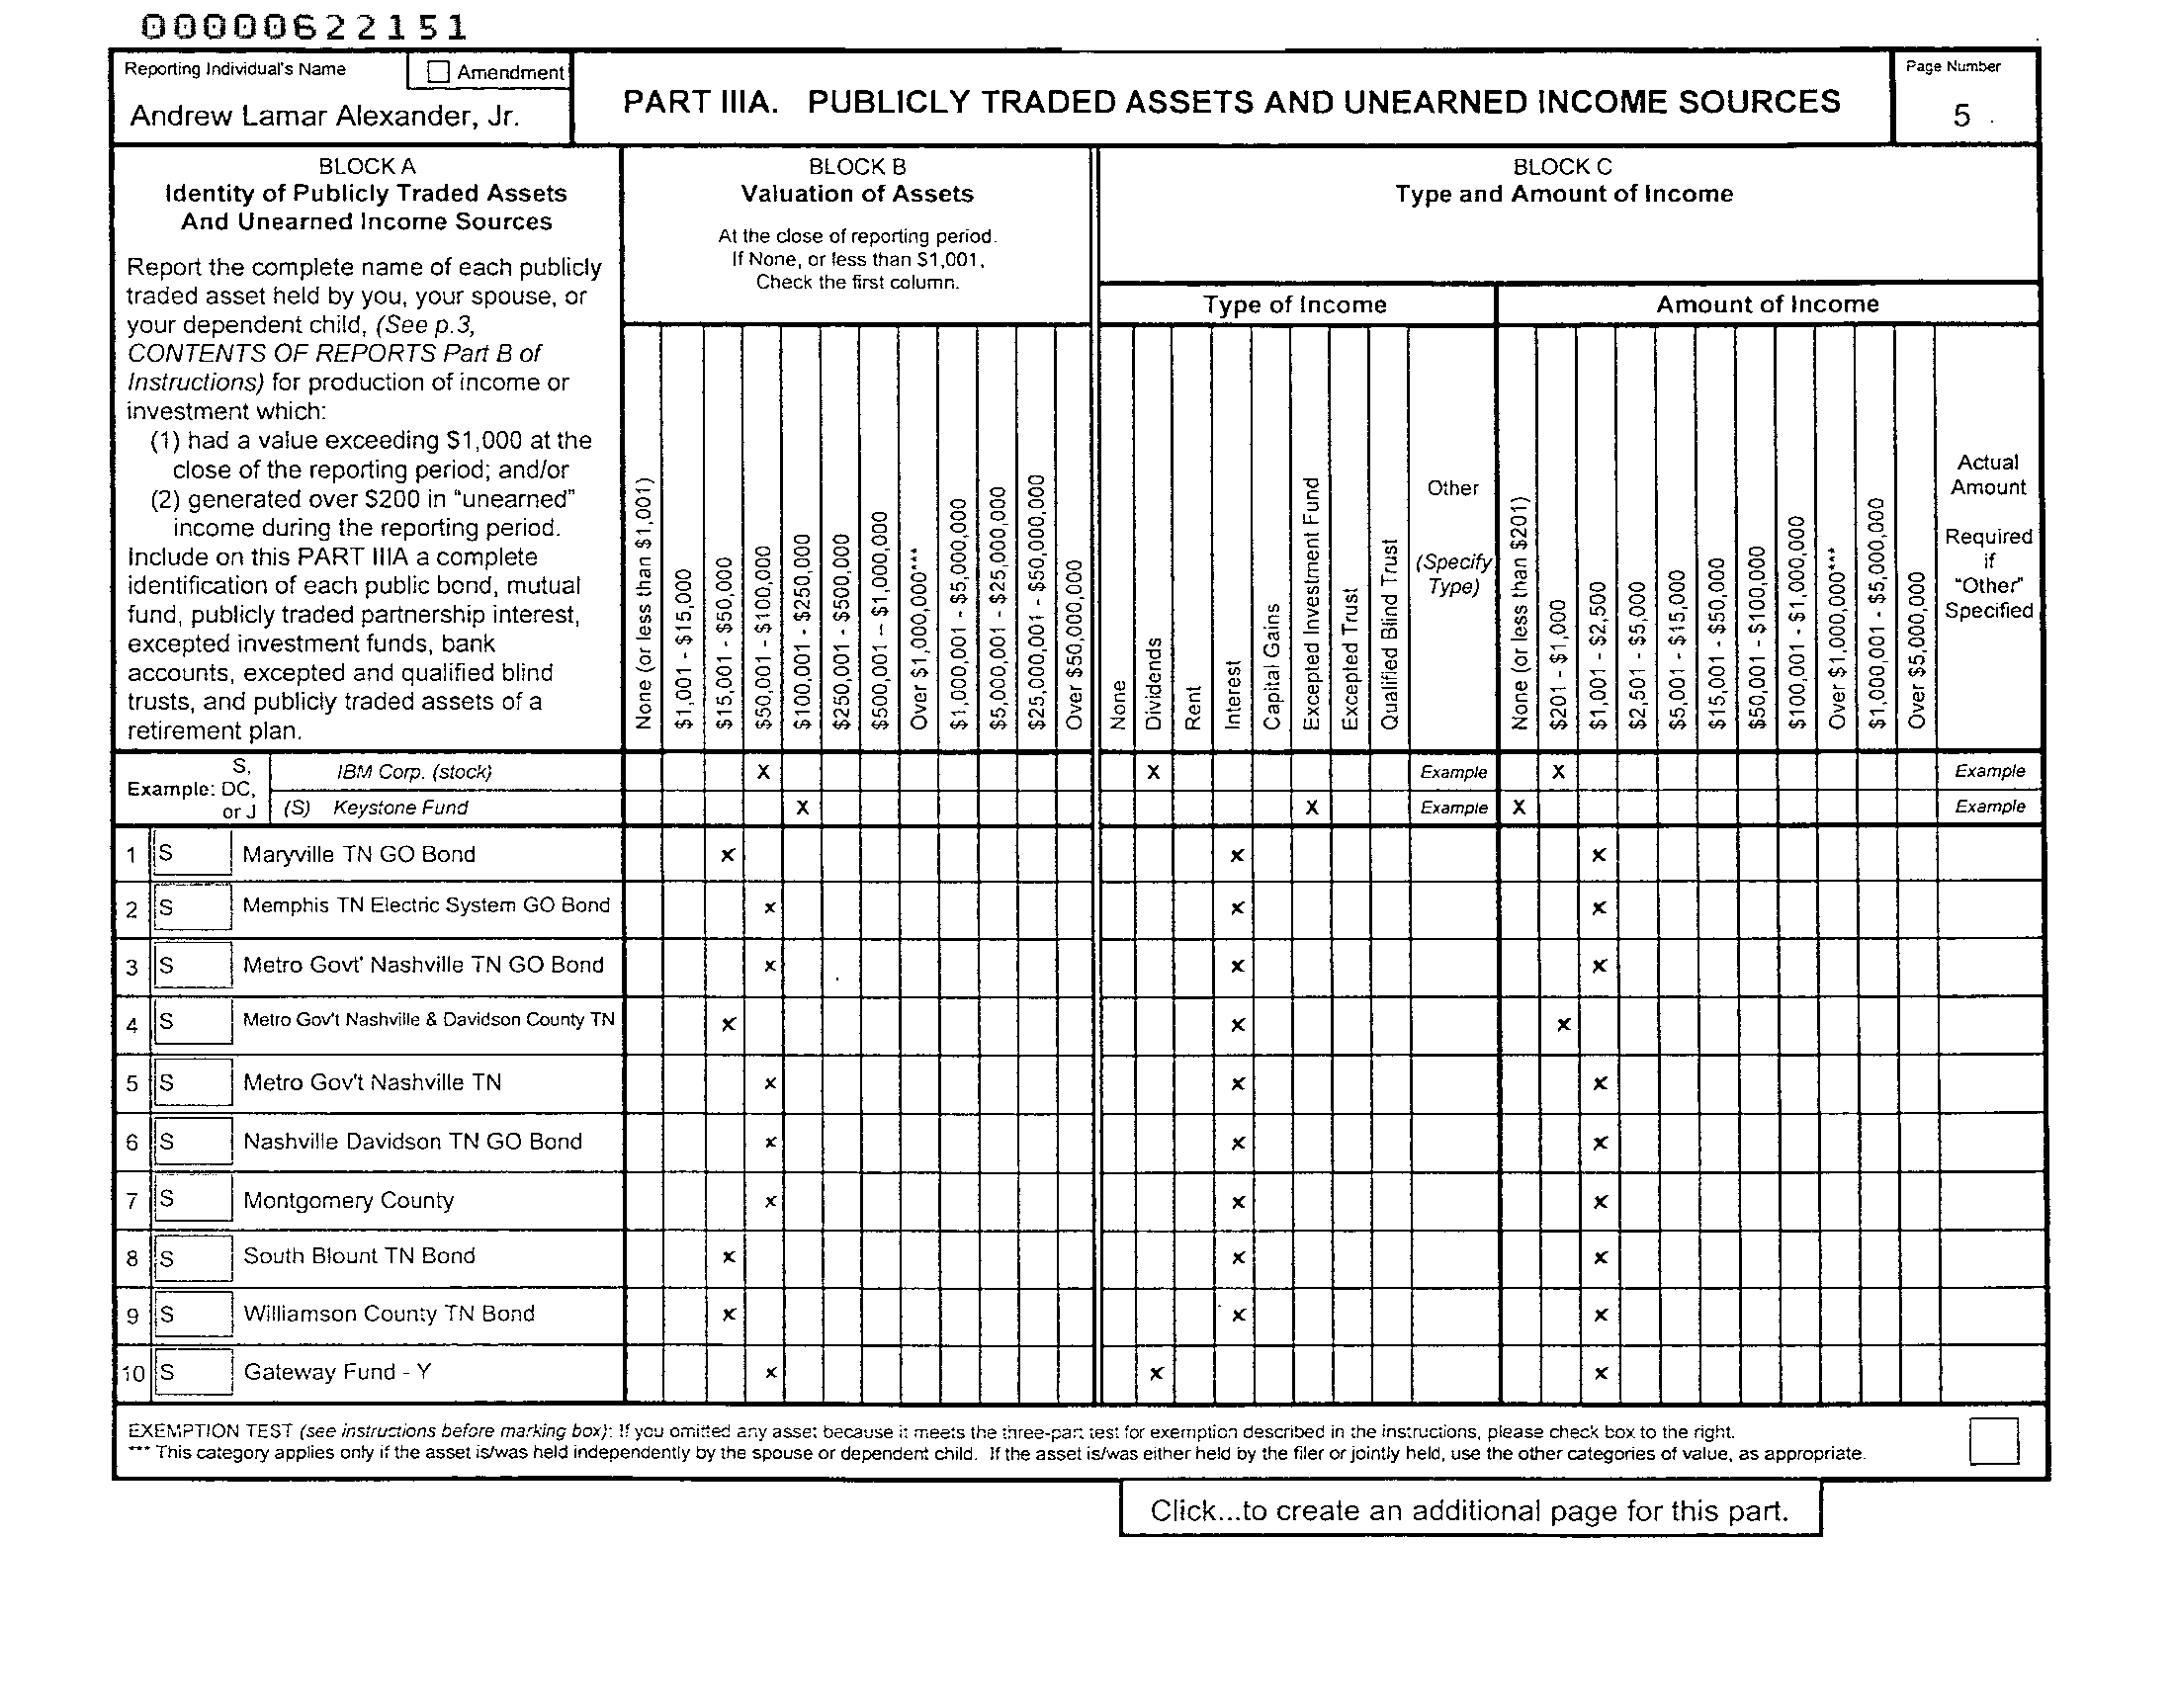 00000622151
Reporting Individual's Name
Amendment
Andrew Lamar Alexander, Jr.
PART IIIA. PUBLICLY TRADED ASSETS AND UNEARNED INCOME SOURCES
Page Number
5
BLOCK A
Identity of Publicly Traded Assets
And Unearned Income Sources
Report the complete name of each publicly
traded asset held by you, your spouse, or
your dependent child, (See p.3,
CONTENTS OF REPORTS Part B of
Instructions) for production of income or
investment which:
(1) had a value exceeding $1,000 at the
close of the reporting period; and/or
(2) generated over $200 in "unearned"
income during the reporting period.
Include on this PART IIIA a complete
identification of each public bond, mutual
fund, publicly traded partnership interest,
excepted investment funds, bank
accounts, excepted and qualified blind
trusts, and publicly traded assets of a
retirement plan.
BLOCK B
Valuation of Assets
At the close of reporting period.
If None, or less than $1,001,
Check the first column.
None (or less than $1,001)
$1,001 - $15,000
$15,001 - $50,000
$50,001 - $100,000
$100,001 - $250,000
$250,001 - $500,000
$500,001 - $1,000,000
Over $1,000,000***
$1,000,001 - $5,000,000
$5,000,001 - $25,000,000
$25,000,001 - $50,000,000
Over $50,000,000
BLOCK C
Type and Amount of Income
Type of Income
None
Dividends
Rent
Interest
Capital Gains
Excepted Investment Fund
Excepted Trust
Qualified Blind Trust
Other
(Specify
Type)
Amount of Income
None (or less than $201)
$201 - $1,000
$1,001 - $2,500
$2,501 - $5,000
$5,001 - $15,000
$15,001 - $50,000
$50,001 - $100,000
$100,001 - $1,000,000
Over $1,000,000***
$1,000,001 - $5,000,000
Over $5,000,000
Actual
Amount
Required
if
"Other"
Specified
Example: S, DC, or J
IBM Corp. (stock) X X Example X Example
(S) Keystone Fund X X Example X Example
1 S Maryville TN GO Bond x x x
2 S Memphis TN Electric System GO Bond x x x
3 S Metro Govt' Nashville TN GO Bond x x x
4 S Metro Gov't Nashville & Davidson County TN x x x
5 S Metro Gov't Nashville TN x x x
6 S Nashville Davidson TN GO Bond x x x
7 S Montgomery County x x x
8 S South Blount TN Bond x x x
9 S Williamson County TN Bond x x x
10 S Gateway Fund - Y x x x
EXEMPTION TEST (see instructions before marking box): If you omitted any asset because it meets the three-part test for exemption described in the instructions, please check box to the right.
*** This category applies only if the asset is/was held independently by the spouse or dependent child. If the asset is/was either held by the filer or jointly held, use the other categories of value, as appropriate.
Click...to create an additional page for this part.